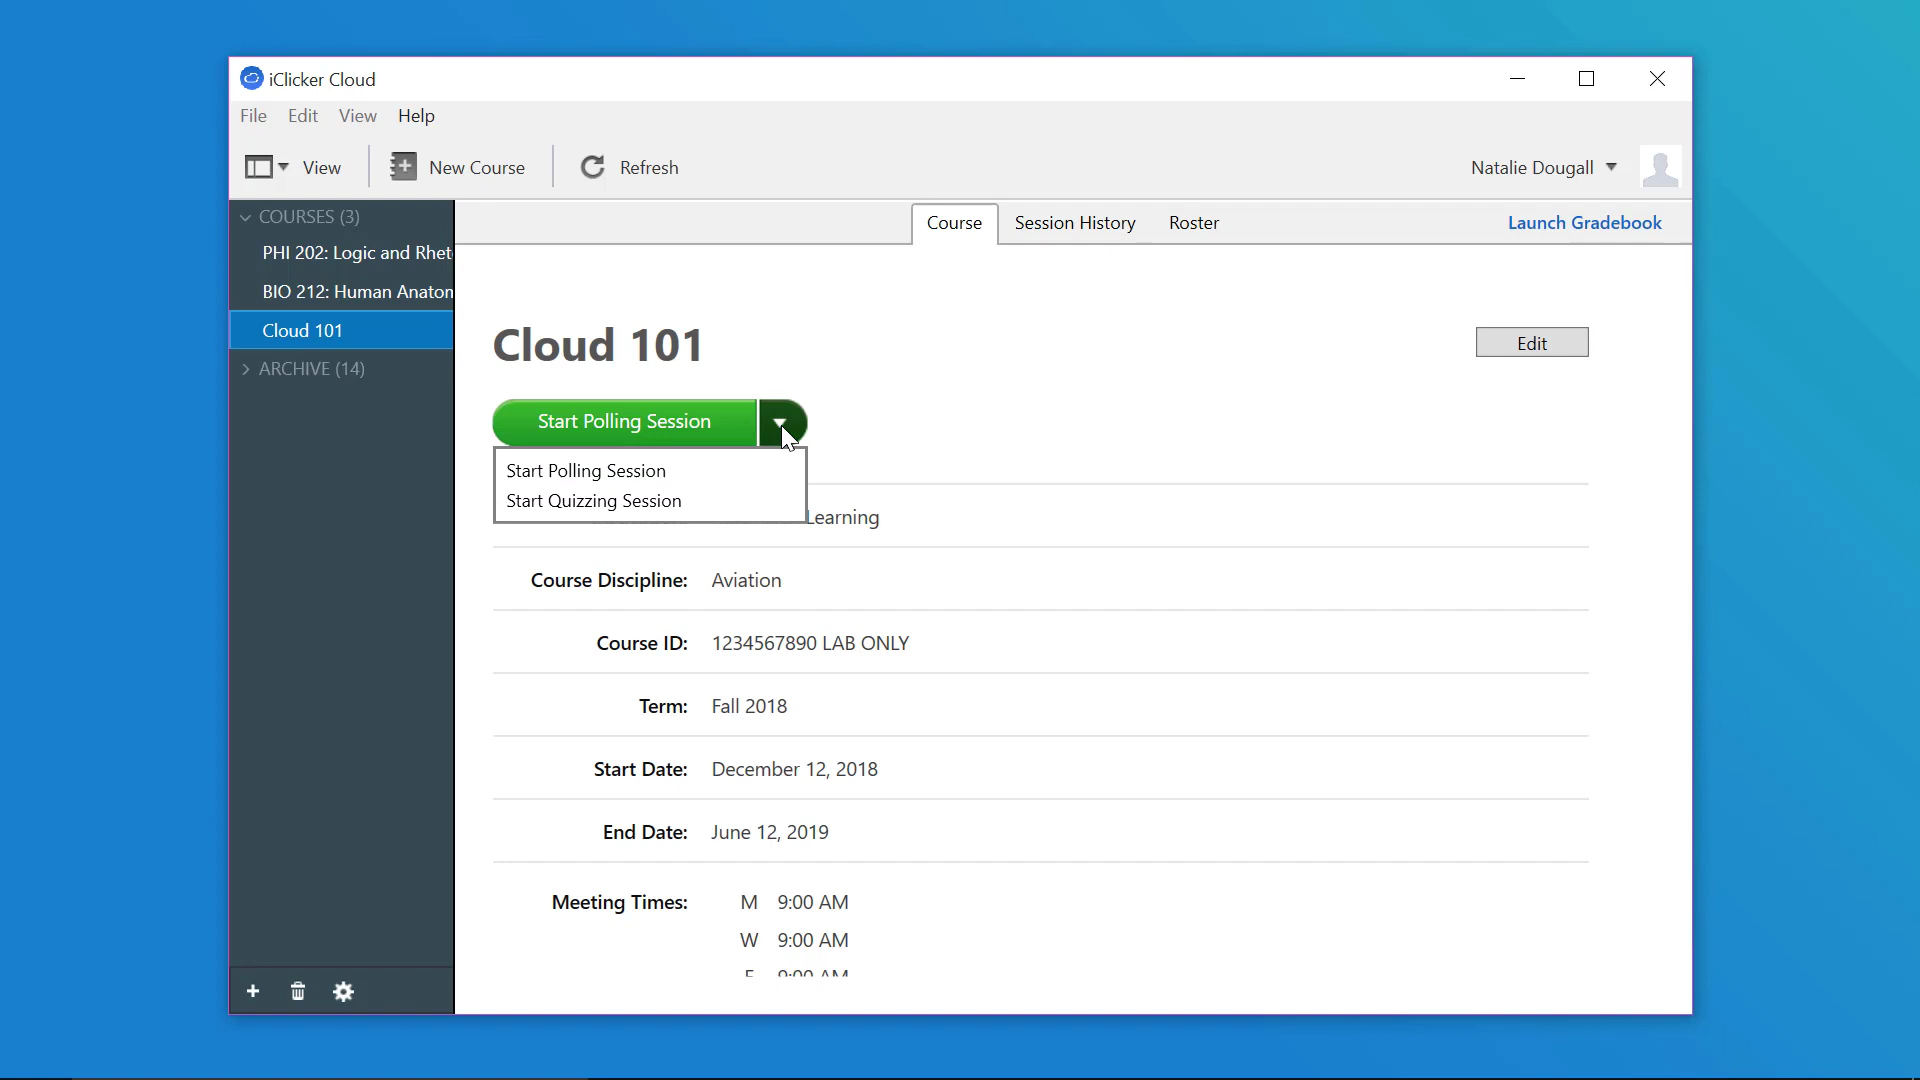 iClicker Cloud
File Edit View Help
View New Course Refresh Natalie Dougall
COURSES (3)
PHI 202: Logic and Rhet
BIO 212: Human Anaton
Cloud 101
ARCHIVE (14)
Course Session History Roster Launch Gradebook
Cloud 101 Edit
Start Polling Session
Start Polling Session
Start Quizzing Session
Learning
Course Discipline: Aviation
Course ID: 1234567890 LAB ONLY
Term: Fall 2018
Start Date: December 12, 2018
End Date: June 12, 2019
Meeting Times: M 9:00 AM
W 9:00 AM
F 9:00 AM